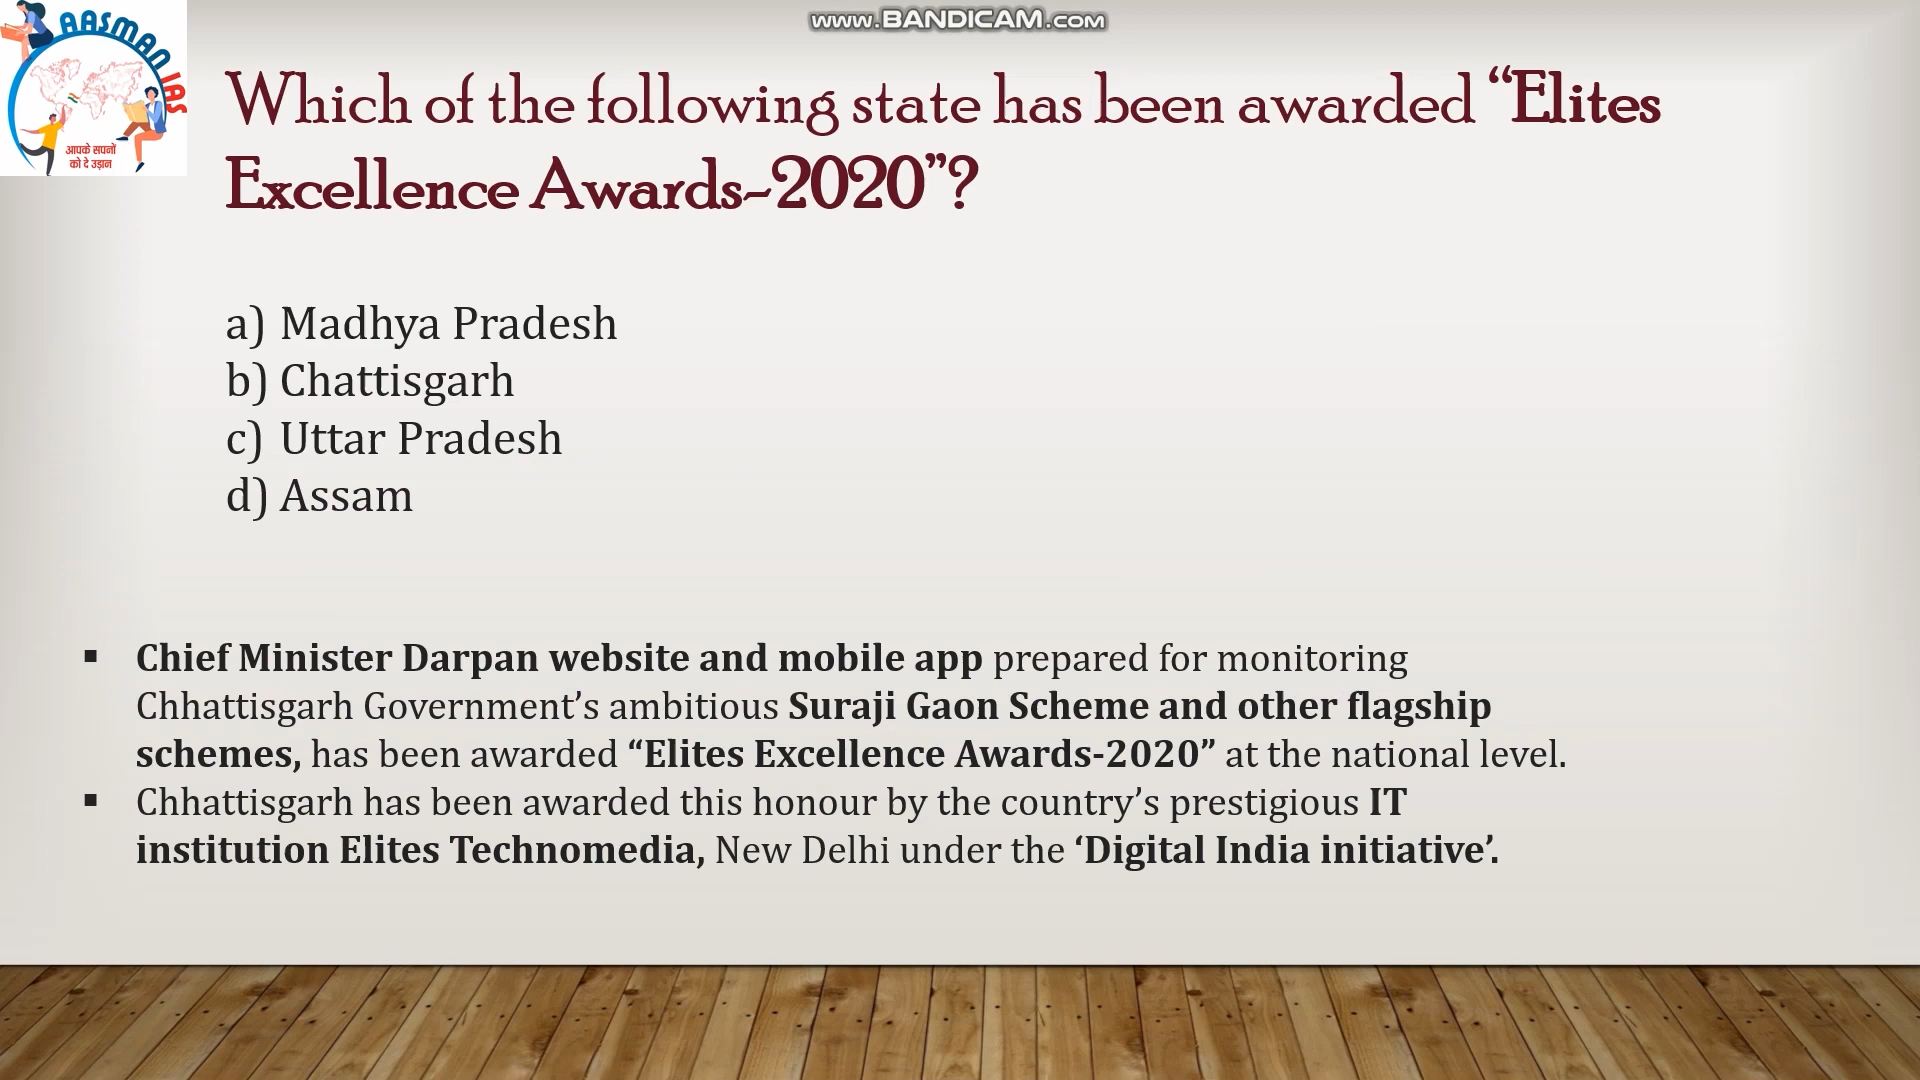 www.BANDICAM.com
AASMAN IAS
आपके सपनों
को दे उड़ान
Which of the following state has been awarded “Elites
Excellence Awards-2020”?
a) Madhya Pradesh
b) Chattisgarh
c) Uttar Pradesh
d) Assam
▪ Chief Minister Darpan website and mobile app prepared for monitoring
Chhattisgarh Government’s ambitious Suraji Gaon Scheme and other flagship
schemes, has been awarded “Elites Excellence Awards-2020” at the national level.
▪ Chhattisgarh has been awarded this honour by the country’s prestigious IT
institution Elites Technomedia, New Delhi under the ‘Digital India initiative’.